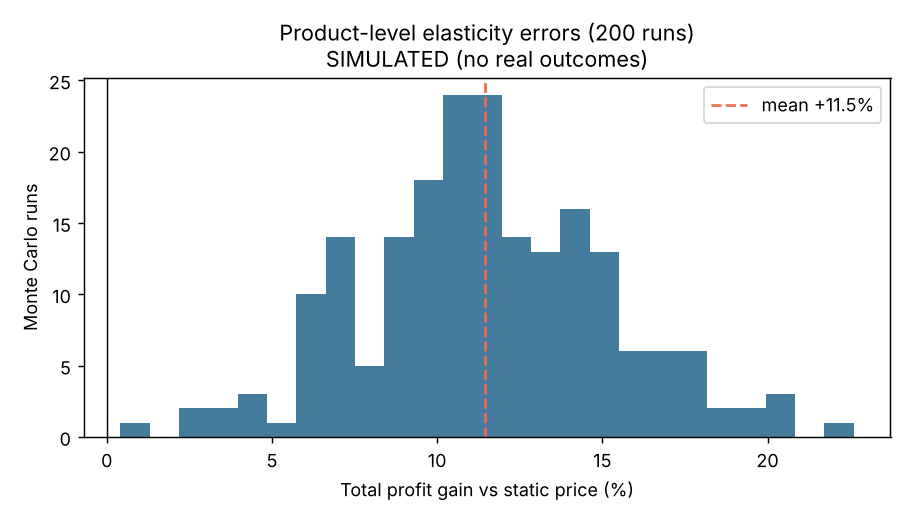 Product-level elasticity errors (200 runs)
SIMULATED (no real outcomes)
mean +11.5%
Monte Carlo runs
25
20
15
10
5
0
0 5 10 15 20
Total profit gain vs static price (%)